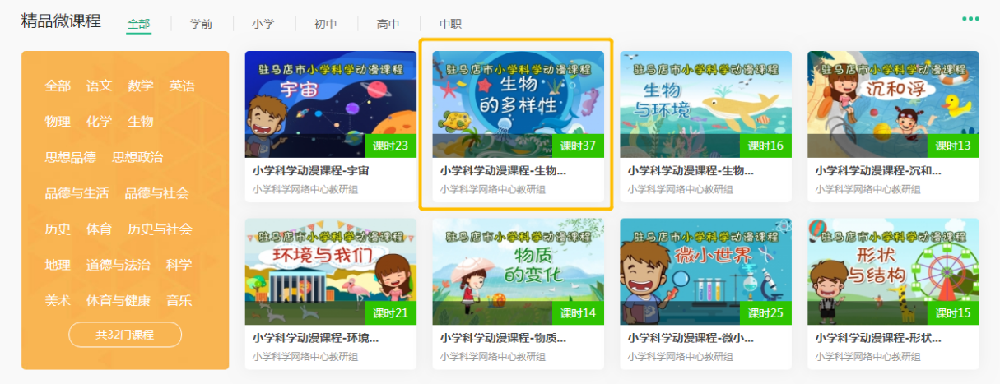 精品微课程 全部 学前 小学 初中 高中 中职
全部 语文 数学 英语
物理 化学 生物
思想品德 思想政治
品德与生活 品德与社会
历史 体育 历史与社会
地理 道德与法治 科学
美术 体育与健康 音乐
共32门课程
驻马店市小学科学动漫课程
宇宙
课时23
小学科学动漫课程-宇宙
小学科学网络中心教研组
驻马店市小学科学动漫课程
生物
的多样性
课时37
小学科学动漫课程-生物...
小学科学网络中心教研组
驻马店市小学科学动漫课程
生物
与环境
课时16
小学科学动漫课程-生物...
小学科学网络中心教研组
驻马店市小学科学动漫课程
沉和浮
课时13
小学科学动漫课程-沉和...
小学科学网络中心教研组
驻马店市小学科学动漫课程
环境与我们
课时21
小学科学动漫课程-环境...
小学科学网络中心教研组
驻马店市小学科学动漫课程
物质
的变化
课时14
小学科学动漫课程-物质...
小学科学网络中心教研组
驻马店市小学科学动漫课程
微小世界
课时25
小学科学动漫课程-微小...
小学科学网络中心教研组
驻马店市小学科学动漫课程
形状
与结构
课时15
小学科学动漫课程-形状...
小学科学网络中心教研组